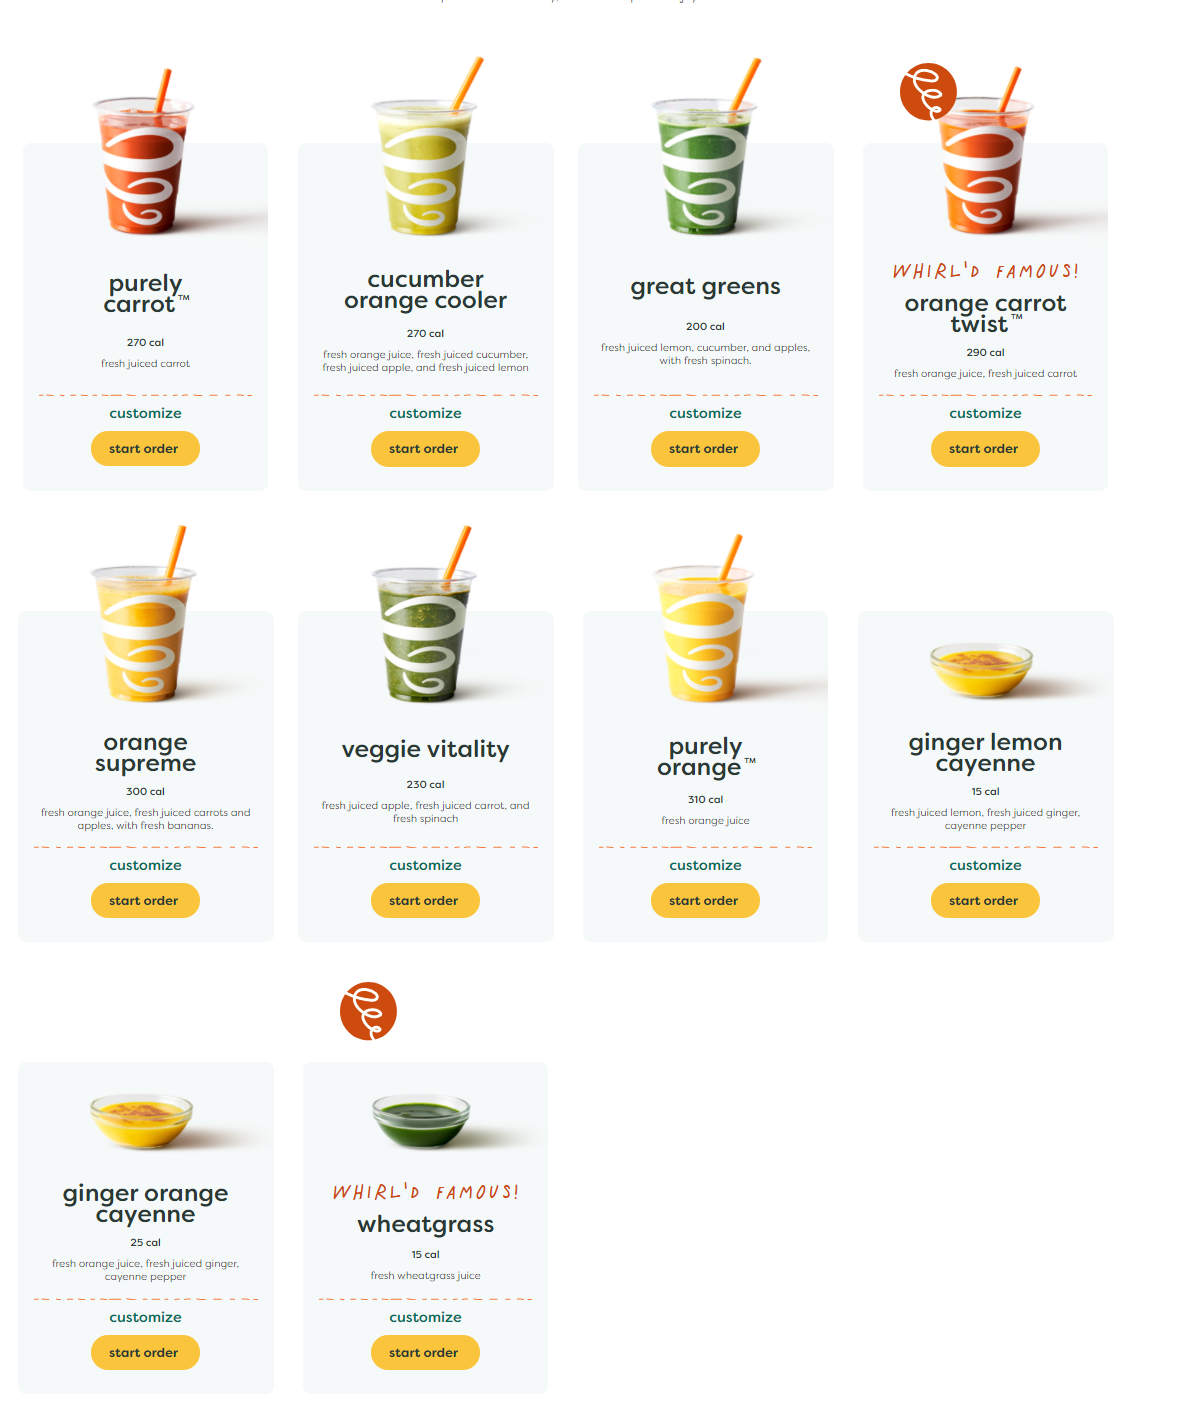 purely
carrot™
270 cal
fresh juiced carrot
customize
start order
cucumber
orange cooler
270 cal
fresh orange juice, fresh juiced cucumber,
fresh juiced apple, and fresh juiced lemon
customize
start order
great greens
200 cal
fresh juiced lemon, cucumber, and apples,
with fresh spinach.
customize
start order
WHIRL'D FAMOUS!
orange carrot
twist™
290 cal
fresh orange juice, fresh juiced carrot
customize
start order
orange
supreme
300 cal
fresh orange juice, fresh juiced carrots and
apples, with fresh bananas.
customize
start order
veggie vitality
230 cal
fresh juiced apple, fresh juiced carrot, and
fresh spinach
customize
start order
purely
orange™
310 cal
fresh orange juice
customize
start order
ginger lemon
cayenne
15 cal
fresh juiced lemon, fresh juiced ginger,
cayenne pepper
customize
start order
ginger orange
cayenne
25 cal
fresh orange juice, fresh juiced ginger,
cayenne pepper
customize
start order
WHIRL'D FAMOUS!
wheatgrass
15 cal
fresh wheatgrass juice
customize
start order